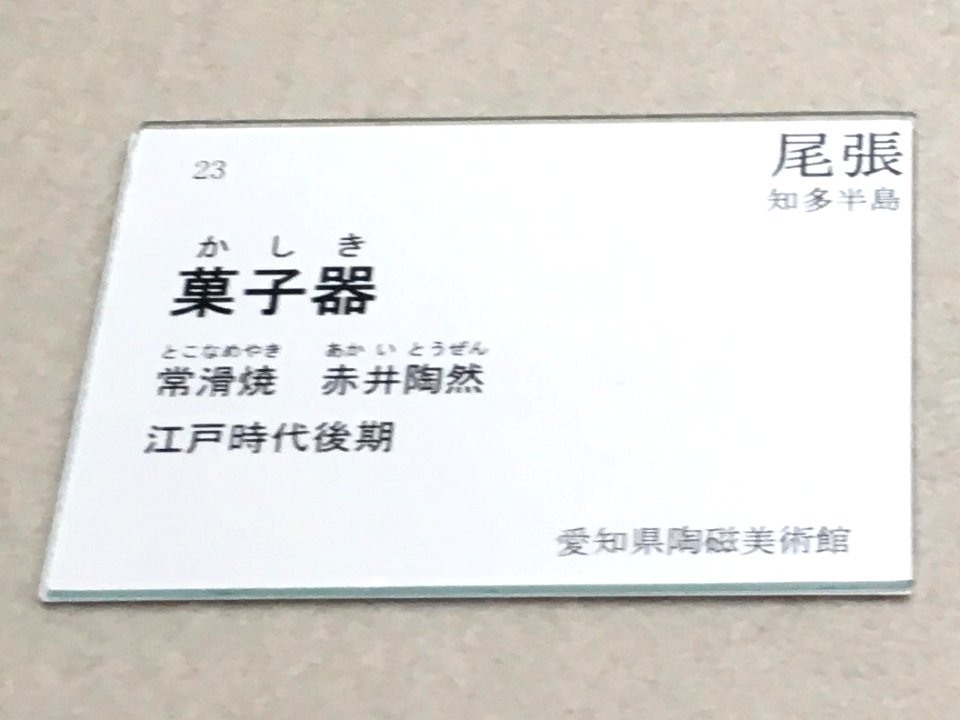 23
尾張
知多半島
かしき
菓子器
とこなめやき あかいとうぜん
常滑焼 赤井陶然
江戸時代後期
愛知県陶磁美術館